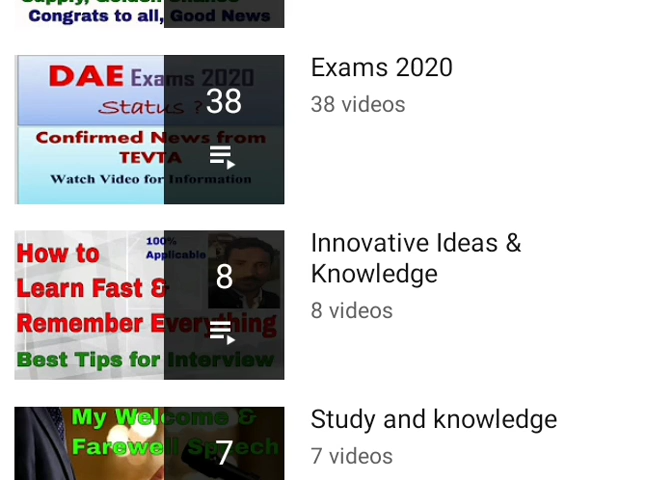 Congrats to all, Good News
DAE Exams 2020
Status ?
38
Confirmed News from
TEVTA
Watch Video for Information
Exams 2020
38 videos
How to
100%
Applicable
Learn Fast &
8
Remember Everything
Best Tips for Interview
Innovative Ideas &
Knowledge
8 videos
My Welcome &
Farewell Speech
7
Study and knowledge
7 videos